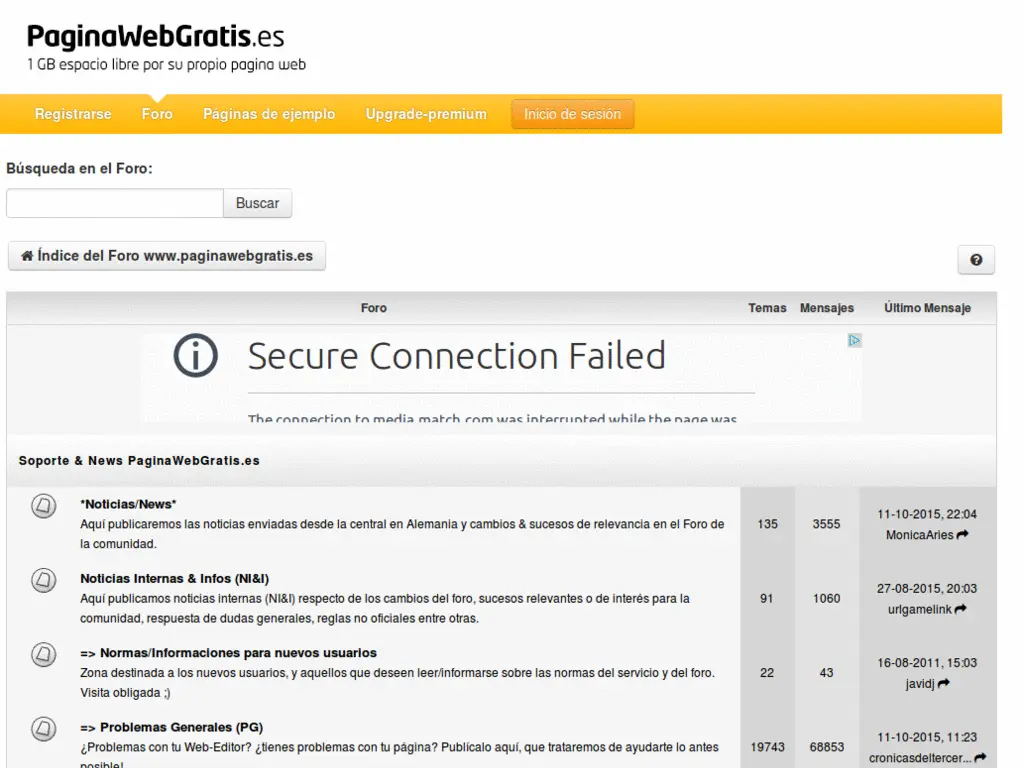 PaginaWebGratis.es
1 GB espacio libre por su propio pagina web
Registrarse Foro Páginas de ejemplo Upgrade-premium Inicio de sesión
Búsqueda en el Foro:
Buscar
Índice del Foro www.paginawebgratis.es
Foro Temas Mensajes Último Mensaje
Secure Connection Failed
The connection to media.match.com was interrupted while the page was
Soporte & News PaginaWebGratis.es
*Noticias/News*
Aquí publicaremos las noticias enviadas desde la central en Alemania y cambios & sucesos de relevancia en el Foro de
la comunidad.
135 3555 11-10-2015, 22:04
MonicaAries
Noticias Internas & Infos (NI&I)
Aquí publicamos noticias internas (NI&I) respecto de los cambios del foro, sucesos relevantes o de interés para la
comunidad, respuesta de dudas generales, reglas no oficiales entre otras.
91 1060 27-08-2015, 20:03
urlgamelink
=> Normas/Informaciones para nuevos usuarios
Zona destinada a los nuevos usuarios, y aquellos que deseen leer/informarse sobre las normas del servicio y del foro.
Visita obligada ;)
22 43 16-08-2011, 15:03
javidj
=> Problemas Generales (PG)
¿Problemas con tu Web-Editor? ¿tienes problemas con tu página? Publícalo aquí, que trataremos de ayudarte lo antes
posible!
19743 68853 11-10-2015, 11:23
cronicasdeltercer...